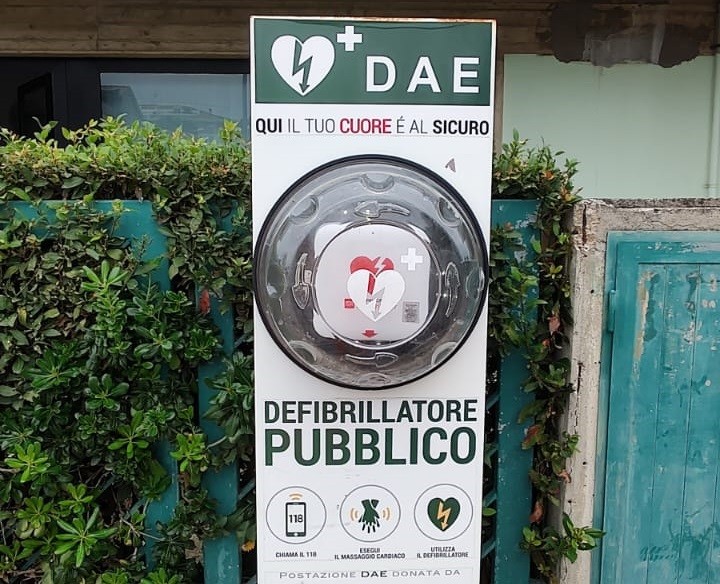 DAE
QUI IL TUO CUORE É AL SICURO
DEFIBRILLATORE
PUBBLICO
118
CHIAMA IL 118
ESEGUI
IL MASSAGGIO CARDIACO
UTILIZZA
IL DEFIBRILLATORE
POSTAZIONE DAE DONATA DA